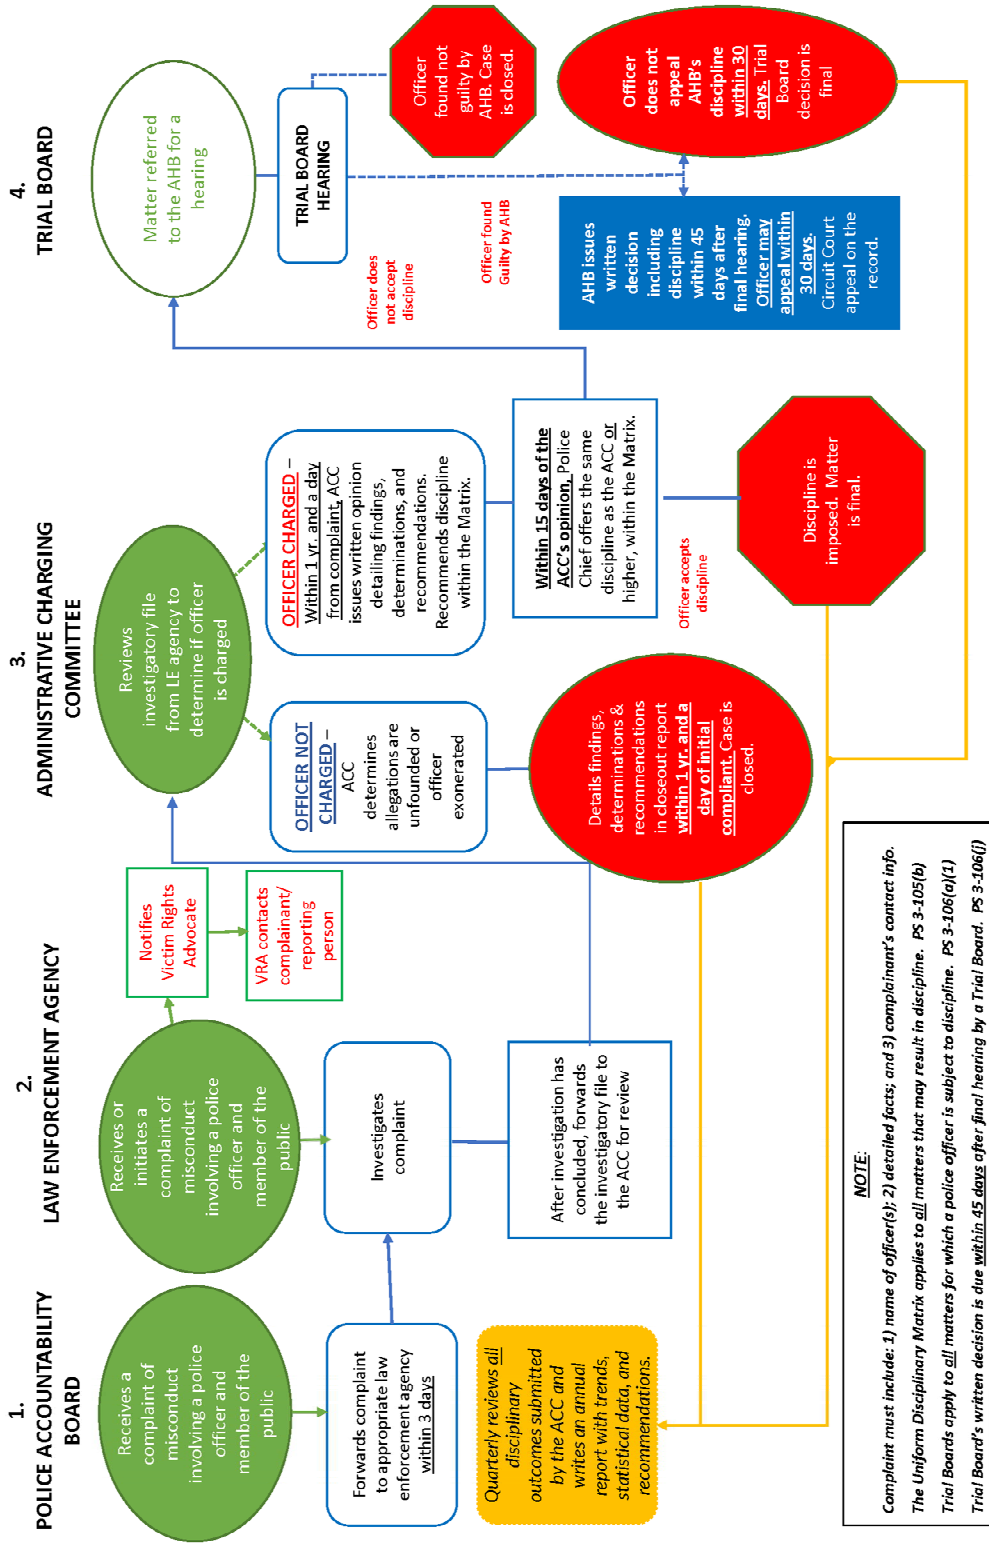 1.
POLICE ACCOUNTABILITY
BOARD
Receives a
complaint of
misconduct
involving a police
officer and
member of the
public
Forwards complaint
to appropriate law
enforcement agency
within 3 days
Quarterly reviews all
disciplinary
outcomes submitted
by the ACC and
writes an annual
report with trends,
statistical data, and
recommendations.
2.
LAW ENFORCEMENT AGENCY
Receives or
initiates a
complaint of
misconduct
involving a police
officer and
member of the
public
Notifies
Victim Rights
Advocate
VRA contacts
complainant/
reporting
person
Investigates
complaint
After investigation has
concluded, forwards
the investigatory file to
the ACC for review
3.
ADMINISTRATIVE CHARGING
COMMITTEE
Reviews
investigatory file
from LE agency to
determine if officer
is charged
OFFICER NOT
CHARGED –
ACC
determines
allegations are
unfounded or
officer
exonerated
Details findings,
determinations &
recommendations
in closeout report
within 1 yr. and a
day of initial
compliant. Case is
closed.
OFFICER CHARGED –
Within 1 yr. and a day
from complaint, ACC
issues written opinion
detailing findings,
determinations, and
recommendations.
Recommends discipline
within the Matrix.
Within 15 days of the
ACC's opinion, Police
Chief offers the same
discipline as the ACC or
higher, within the Matrix.
Officer accepts
discipline
Discipline is
imposed. Matter
is final.
4.
TRIAL BOARD
Matter referred
to the AHB for a
hearing
Officer does
not accept
discipline
TRIAL BOARD
HEARING
Officer found
Guilty by AHB
Officer
found not
guilty by
AHB. Case
is closed.
AHB issues
written
decision
including
discipline
within 45
days after
final hearing.
Officer may
appeal within
30 days.
Circuit Court
appeal on the
record.
Officer
does not
appeal
AHB's
discipline
within 30
days. Trial
Board
decision is
final
NOTE:
Complaint must include: 1) name of officer(s); 2) detailed facts; and 3) complainant's contact info.
The Uniform Disciplinary Matrix applies to all matters that may result in discipline. PS 3-105(b)
Trial Boards apply to all matters for which a police officer is subject to discipline. PS 3-106(a)(1)
Trial Board's written decision is due within 45 days after final hearing by a Trial Board. PS 3-106(j)